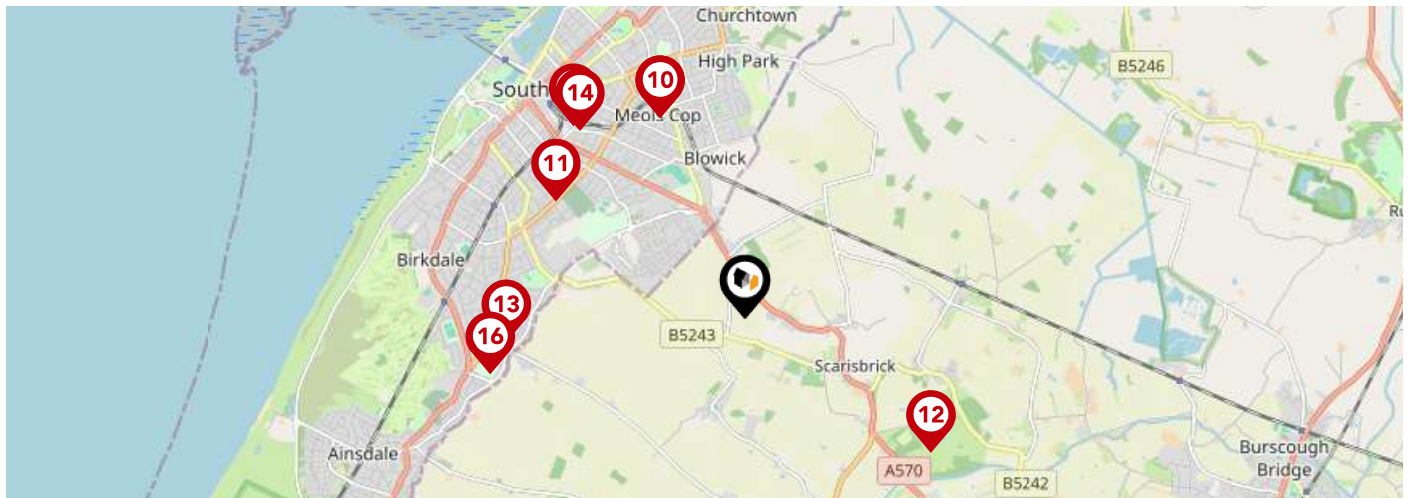 Churchtown
High Park
B5246
10
South
14
Meols Cop
Blowick
11
Birkdale
13
16
B5243
Scarisbrick
12
Ainsdale
A570
B5242
Burscough
Bridge